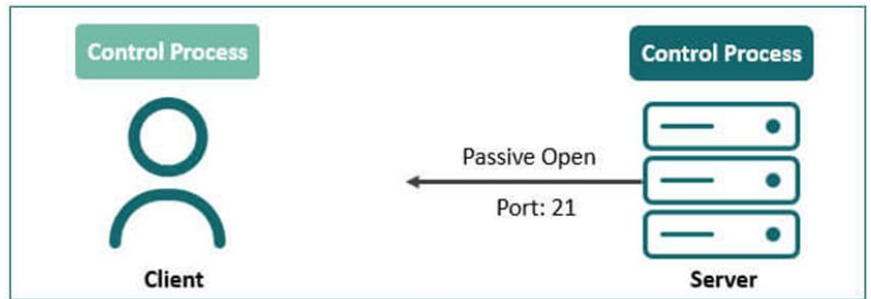 Control Process
Control Process
Passive Open
Port: 21
Client
Server